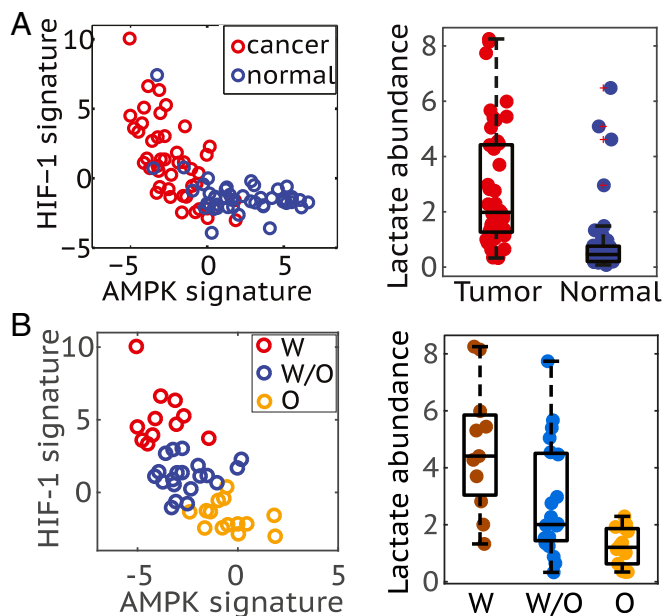 A
HIF−1 signature
10
5
0
−5
−5
0
5
AMPK signature
cancer
normal
Lactate abundance
8
6
4
2
0
Tumor
Normal
B
HIF-1 signature
10
5
0
-5
0
5
AMPK signature
W
W/O
O
Lactate abundance
8
6
4
2
0
W
W/O
O